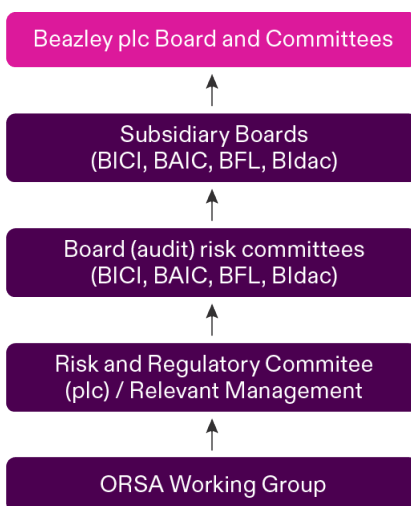 Beazley plc Board and Committees
Subsidiary Boards
(BICI, BAIC, BFL, BIdac)
Board (audit) risk committees
(BICI, BAIC, BFL, BIdac)
Risk and Regulatory Commitee
(plc) / Relevant Management
ORSA Working Group